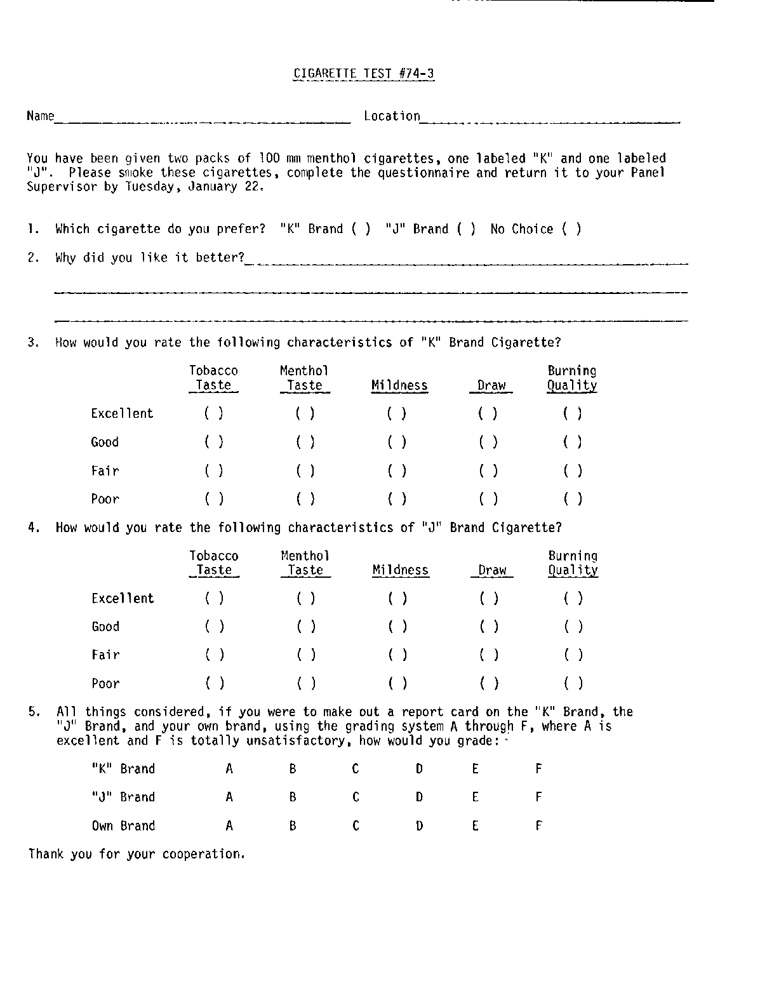 CIGARETTE TEST #74-3
Name Location
You have been given two packs of 100 mm menthol cigarettes, one labeled "K" and one labeled
"J". Please smoke these cigarettes, complete the questionnaire and return it to your Panel
Supervisor by Tuesday, January 22.
1. Which cigarette do you prefer? "K" Brand ( ) "J" Brand ( ) No Choice ( )
2. Why did you like it better?
3. How would you rate the following characteristics of "K" Brand Cigarette?
Tobacco Menthol Burning
Taste Taste Mildness Draw Quality
Excellent ( ) ( ) ( ) ( ) ( )
Good ( ) ( ) ( ) ( ) ( )
Fair ( ) ( ) ( ) ( ) ( )
Poor ( ) ( ) ( ) ( ) ( )
4. How would you rate the following characteristics of "J" Brand Cigarette?
Tobacco Menthol Burning
Taste Taste Mildness Draw Quality
Excellent ( ) ( ) ( ) ( ) ( )
Good ( ) ( ) ( ) ( ) ( )
Fair ( ) ( ) ( ) ( ) ( )
Poor ( ) ( ) ( ) ( ) ( )
5. All things considered, if you were to make out a report card on the "K" Brand, the
"J" Brand, and your own brand, using the grading system A through F, where A is
excellent and F is totally unsatisfactory, how would you grade:
"K" Brand A B C D E F
"J" Brand A B C D E F
Own Brand A B C D E F
Thank you for your cooperation.